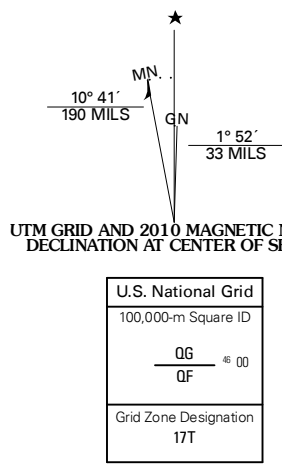 ★
MN
GN
10° 41´
190 MILS
1° 52´
33 MILS
UTM GRID AND 2010 MAGNETIC
DECLINATION AT CENTER OF
U.S. National Grid
100,000-m Square ID
QG
46 00
QF
Grid Zone Designation
17T